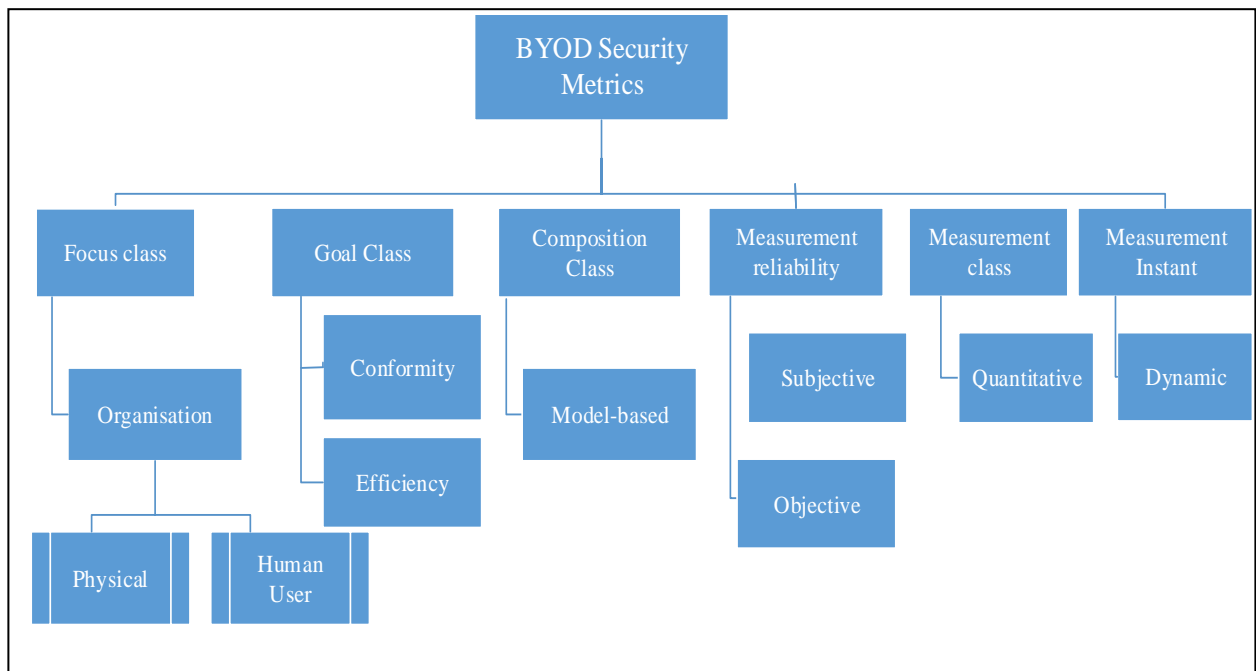 BYOD Security
Metrics
Focus class
Goal Class
Composition
Class
Measurement
reliability
Measurement
class
Measurement
Instant
Conformity
Subjective
Quantitative
Dynamic
Organisation
Model-based
Efficiency
Objective
Physical
Human
User